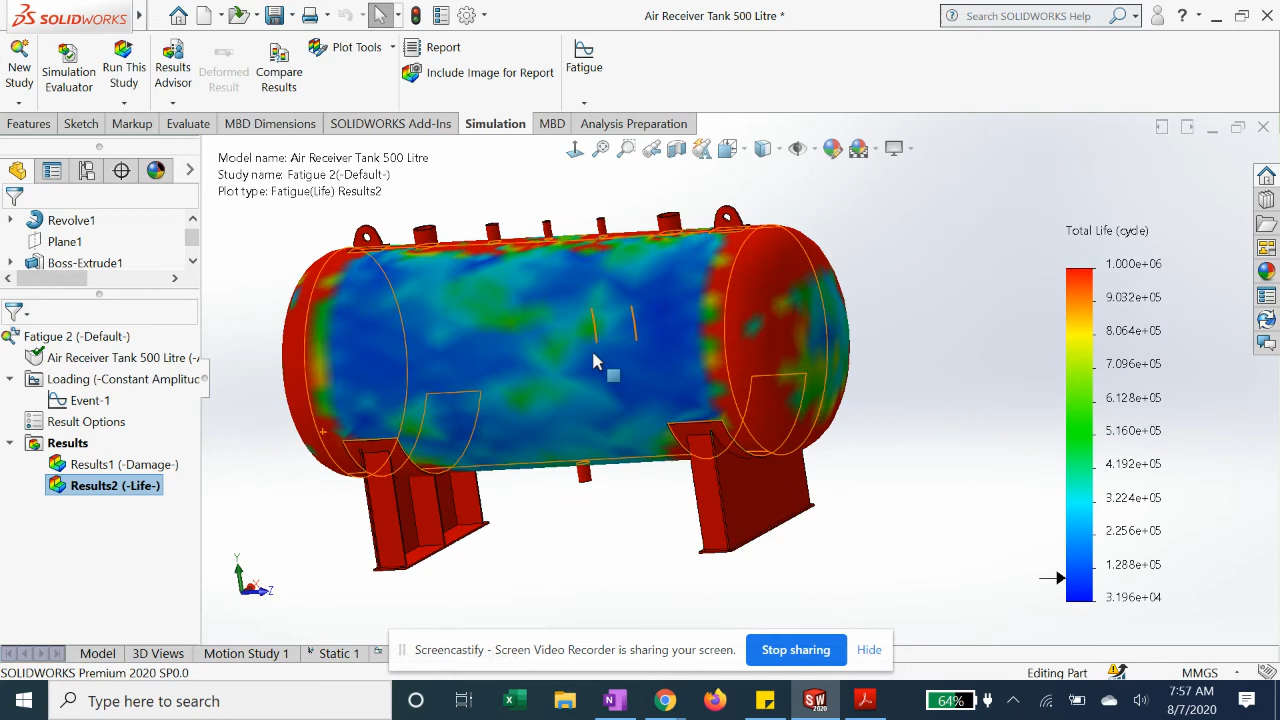 SOLIDWORKS
Air Receiver Tank 500 Litre *
Search SOLIDWORKS Help
?
New Study
Simulation Evaluator
Run This Study
Results Advisor
Deformed Result
Compare Results
Plot Tools
Report
Include Image for Report
Fatigue
Features
Sketch
Markup
Evaluate
MBD Dimensions
SOLIDWORKS Add-Ins
Simulation
MBD
Analysis Preparation
Model name: Air Receiver Tank 500 Litre
Study name: Fatigue 2(-Default-)
Plot type: Fatigue(Life) Results2
Revolve1
Plane1
Boss-Extrude1
Fatigue 2 (-Default-)
Air Receiver Tank 500 Litre (-/
Loading (-Constant Amplituc
Event-1
Result Options
Results
Results1 (-Damage-)
Results2 (-Life-)
Total Life (cycle)
1.000e+06
9.032e+05
8.064e+05
7.096e+05
6.128e+05
5.160e+05
4.192e+05
3.224e+05
2.256e+05
1.288e+05
3.196e+04
Y
X
Z
Screencastify - Screen Video Recorder is sharing your screen.
Stop sharing
Hide
Model
3D Views
Motion Study 1
Static 1
SOLIDWORKS Premium 2020 SP0.0
Editing Part
MMGS
Type here to search
SW
2020
64%
7:57 AM
8/7/2020